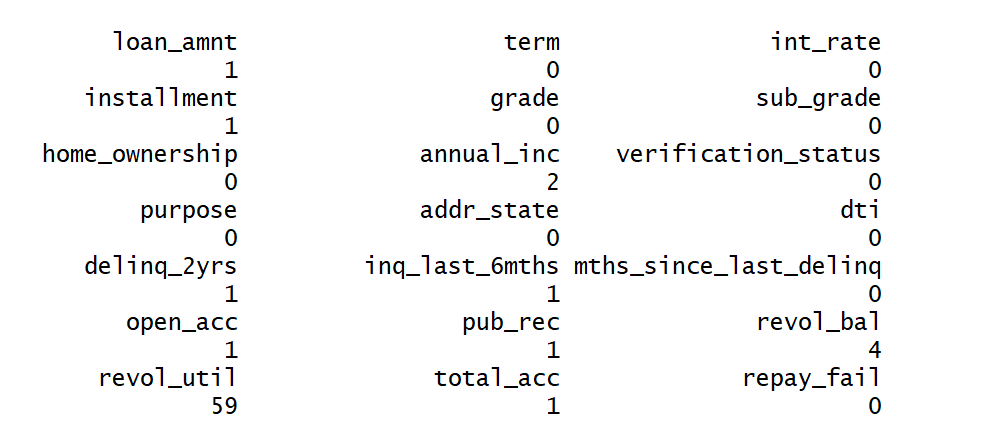 loan_amnt term int_rate
1 0 0
installment grade sub_grade
1 0 0
home_ownership annual_inc verification_status
0 2 0
purpose addr_state dti
0 0 0
delinq_2yrs inq_last_6mths mths_since_last_delinq
1 1 0
open_acc pub_rec revol_bal
1 1 4
revol_util total_acc repay_fail
59 1 0